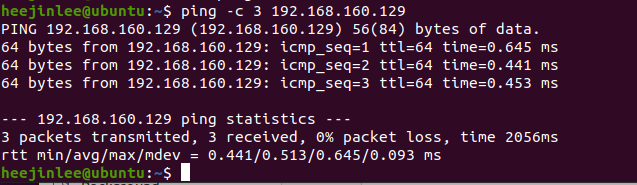 heejinlee@ubuntu:~$ ping -c 3 192.168.160.129
PING 192.168.160.129 (192.168.160.129) 56(84) bytes of data.
64 bytes from 192.168.160.129: icmp_seq=1 ttl=64 time=0.645 ms
64 bytes from 192.168.160.129: icmp_seq=2 ttl=64 time=0.441 ms
64 bytes from 192.168.160.129: icmp_seq=3 ttl=64 time=0.453 ms
--- 192.168.160.129 ping statistics ---
3 packets transmitted, 3 received, 0% packet loss, time 2056ms
rtt min/avg/max/mdev = 0.441/0.513/0.645/0.093 ms
heejinlee@ubuntu:~$